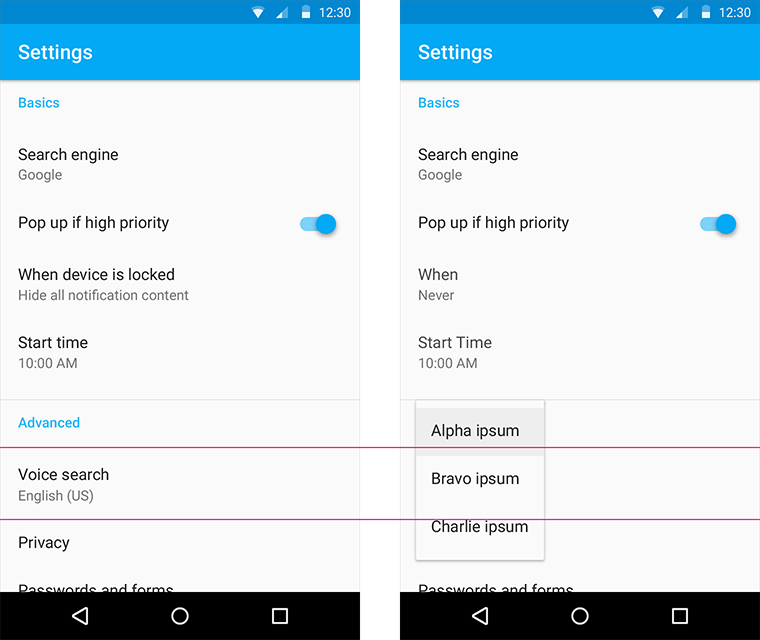 12:30
Settings
Basics
Search engine
Google
Pop up if high priority
When device is locked
Hide all notification content
Start time
10:00 AM
Advanced
Voice search
English (US)
Privacy
Passwords and forms
12:30
Settings
Basics
Search engine
Google
Pop up if high priority
When
Never
Start Time
10:00 AM
Alpha ipsum
Bravo ipsum
Charlie ipsum
Passwords and forms